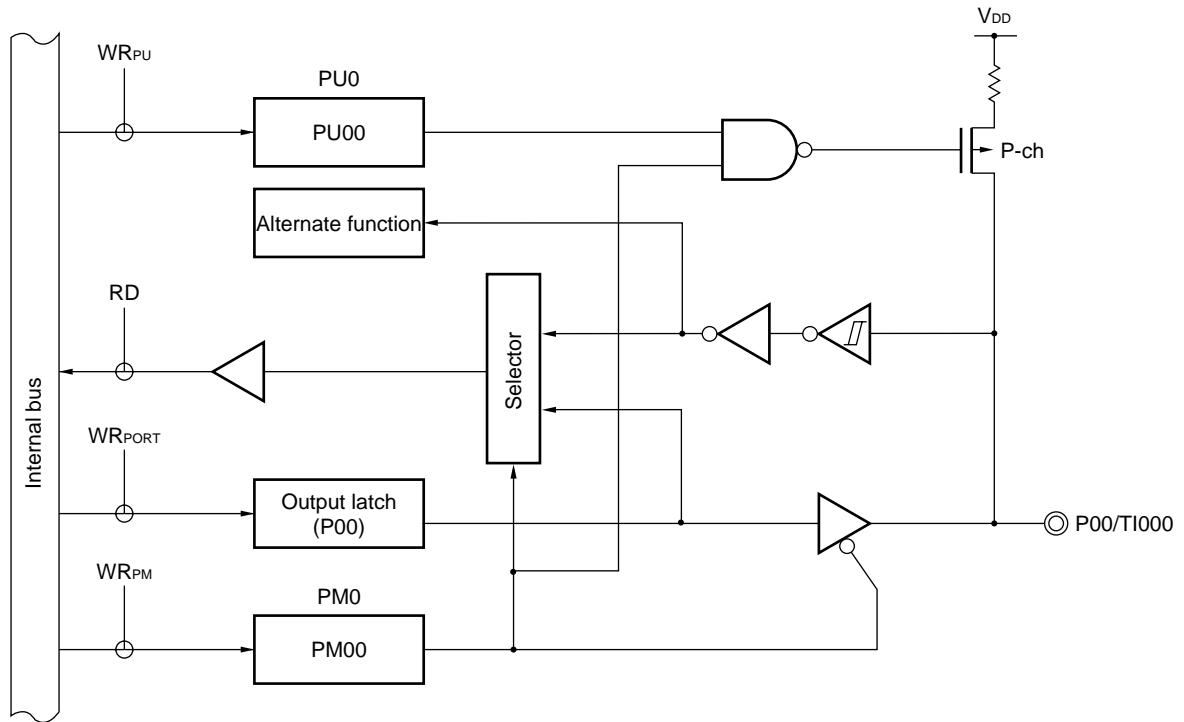 VDD
WRPU
PU0
PU00
P-ch
Alternate function
RD
Selector
Internal bus
WRPORT
Output latch
(P00)
P00/TI000
WRPM
PM0
PM00